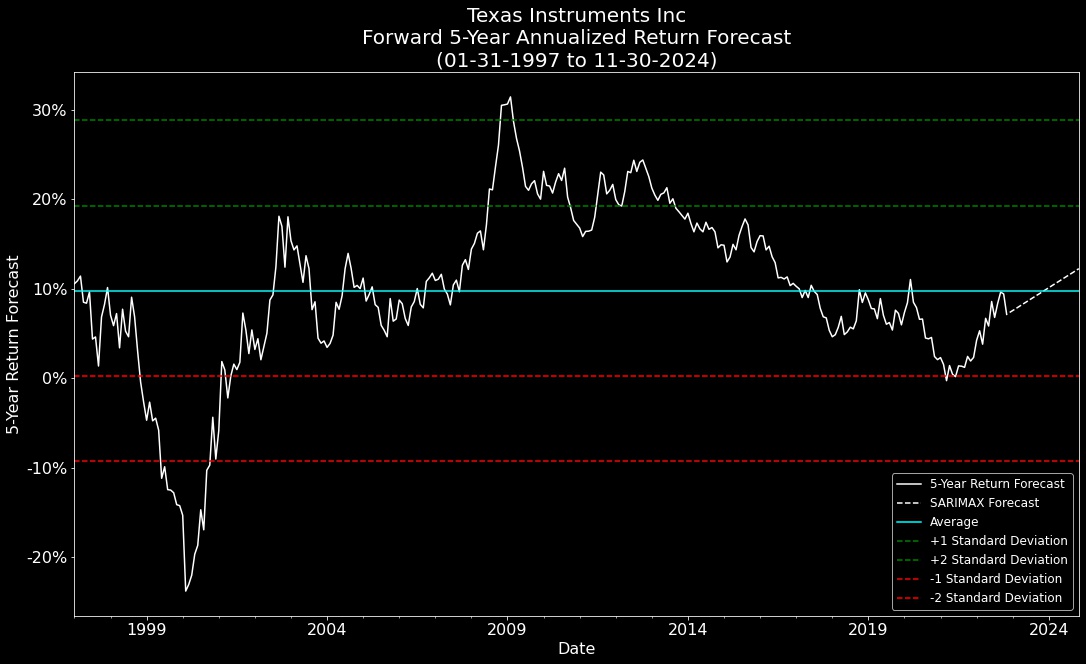 Texas Instruments Inc
Forward 5-Year Annualized Return Forecast
(01-31-1997 to 11-30-2024)
5-Year Return Forecast
30%
20%
10%
0%
-10%
-20%
5-Year Return Forecast
SARIMAX Forecast
Average
+1 Standard Deviation
+2 Standard Deviation
-1 Standard Deviation
-2 Standard Deviation
1999 2004 2009 2014 2019 2024
Date